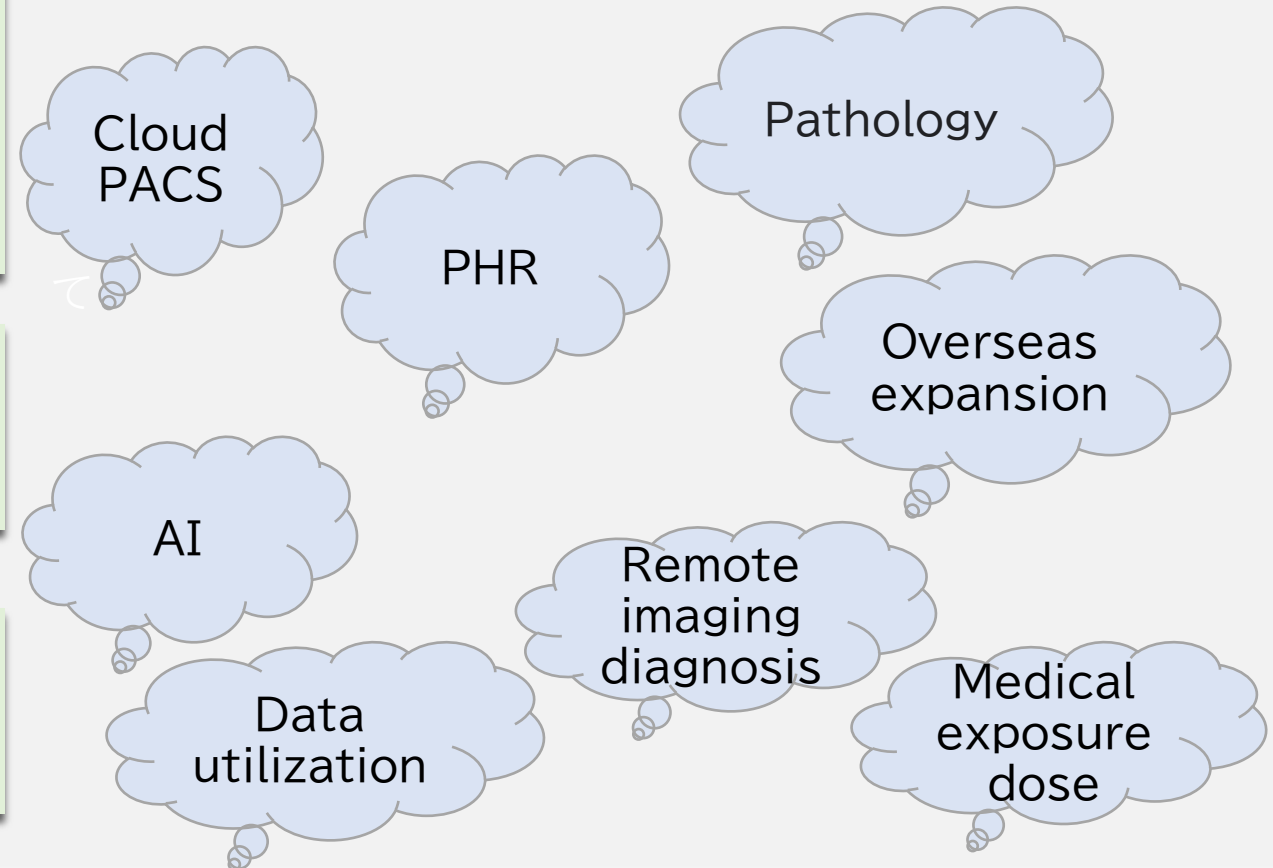 Cloud
PACS
Pathology
PHR
Overseas
expansion
AI
Remote
imaging
diagnosis
Data
utilization
Medical
exposure
dose